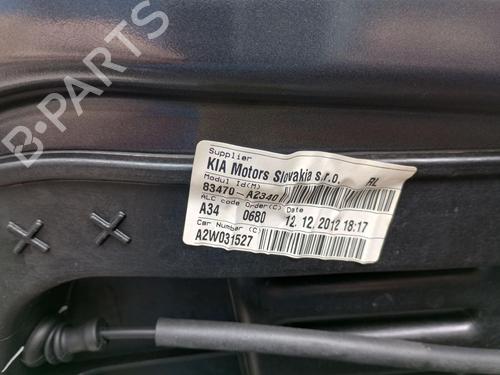 B-PARTS
Supplier
KIA Motors Slovakia s.r.o. RL
Modul Id(M)
83470-A2340
ALC code Order(C) Date
A34 0680 12.12.2012 18:17
Car Number (C)
A2W031527